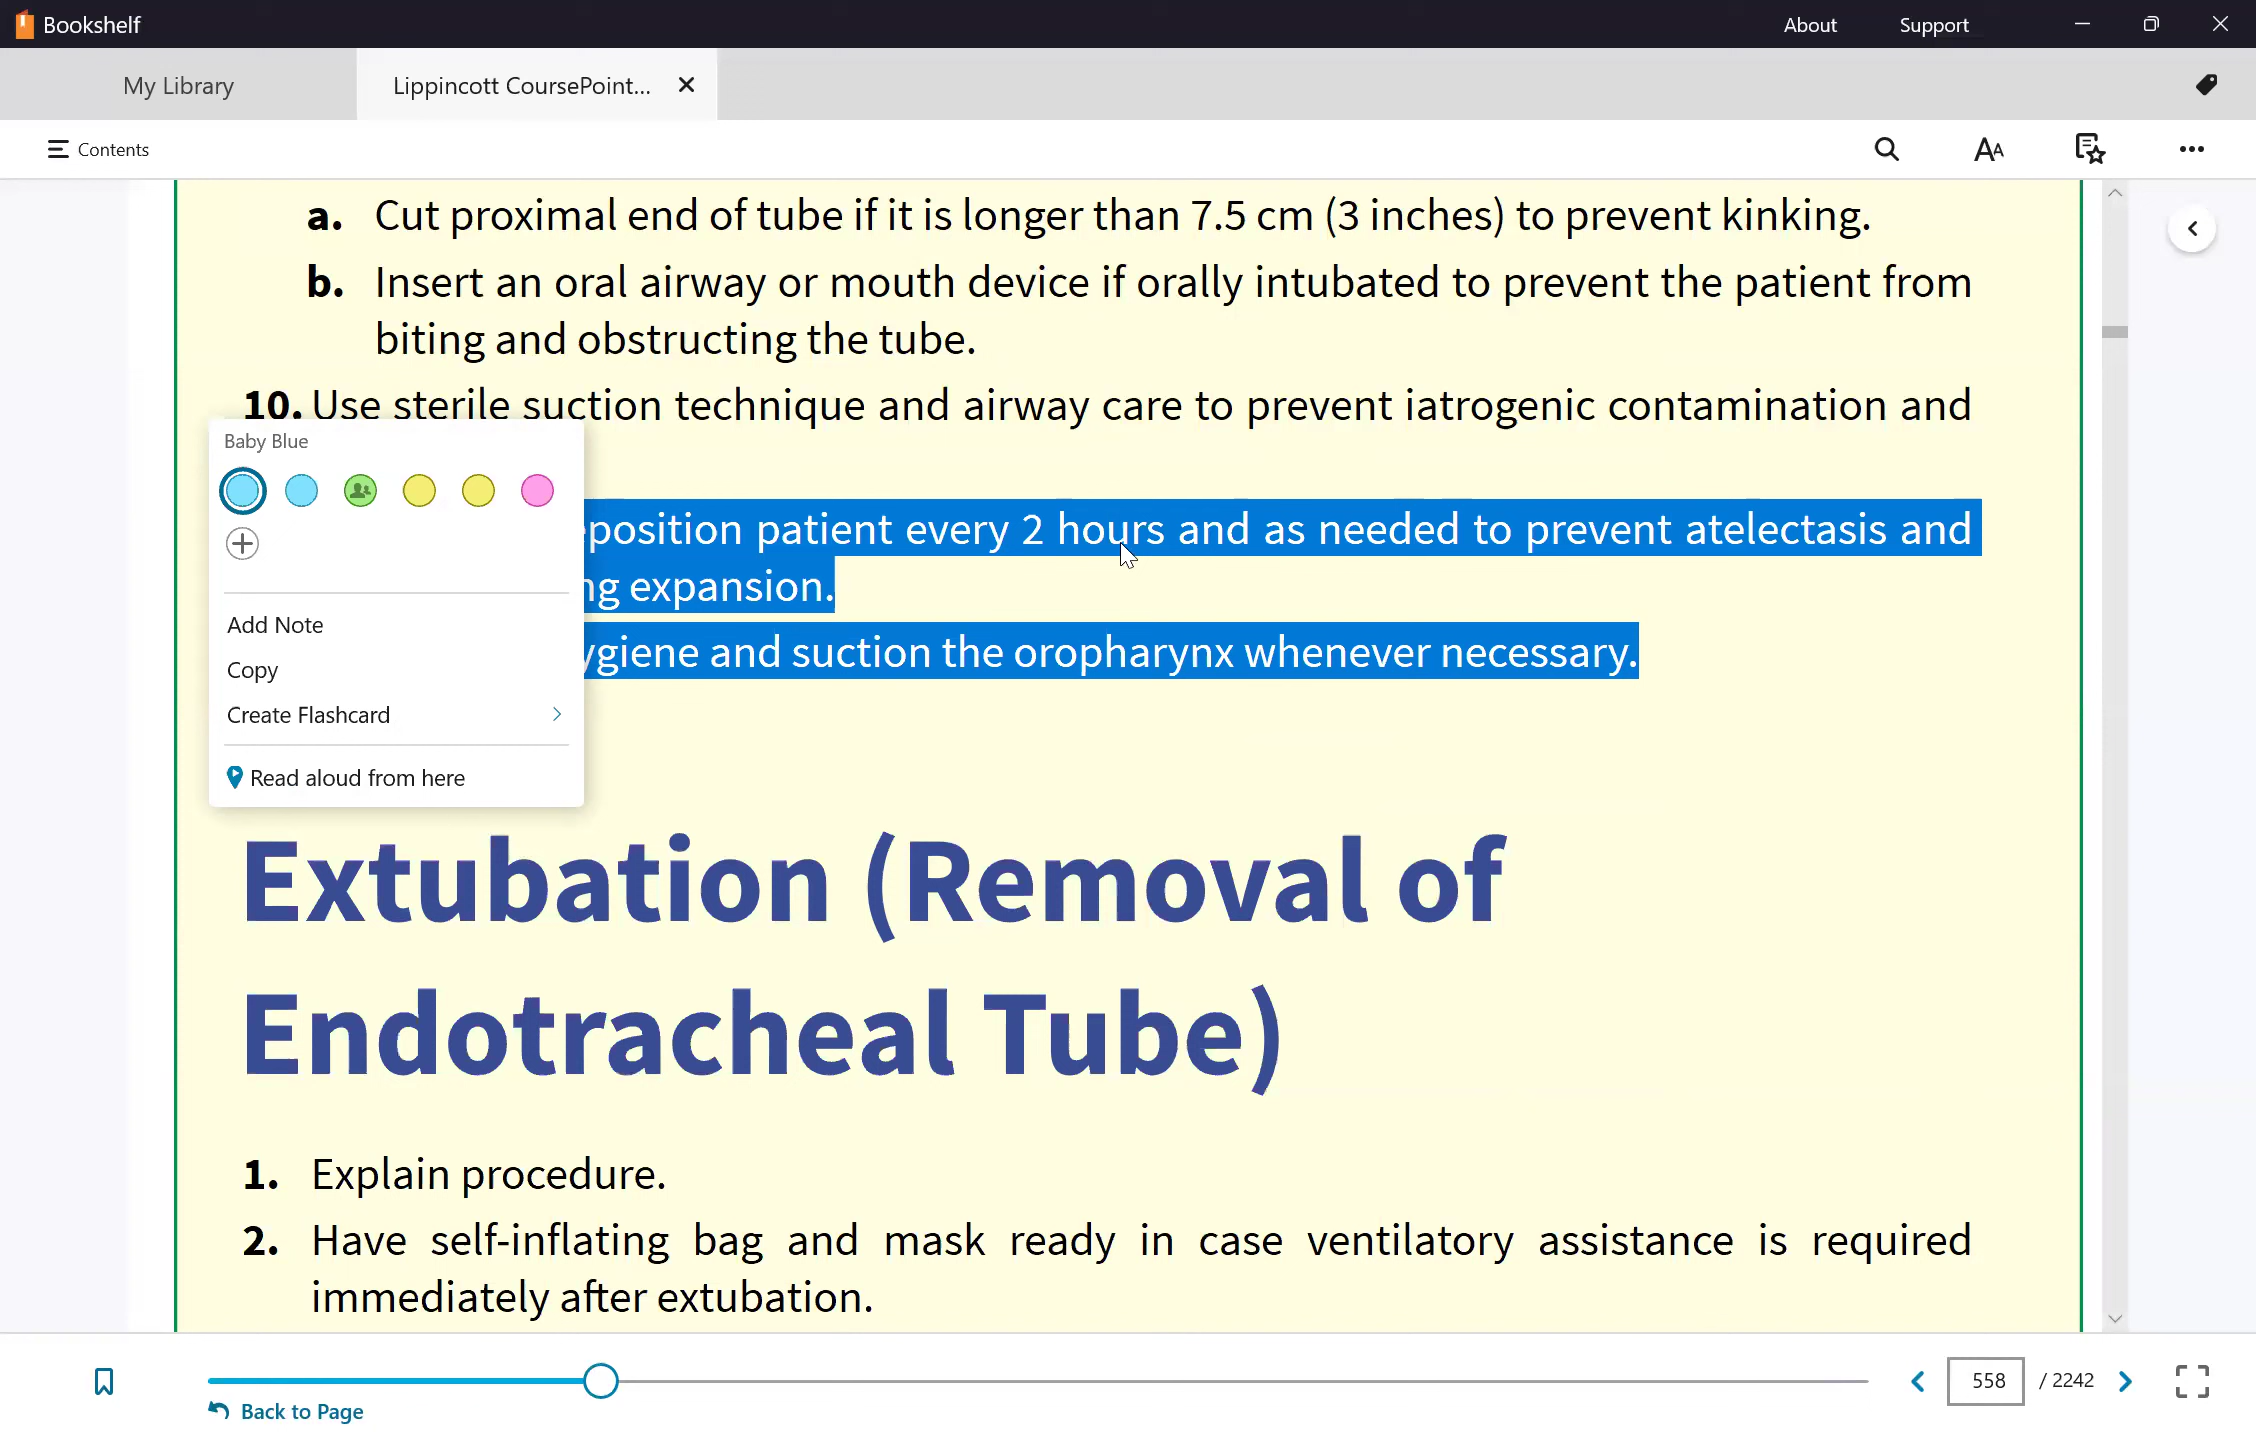 Bookshelf
About
Support
My Library
Lippincott CoursePoint...
Contents
a. Cut proximal end of tube if it is longer than 7.5 cm (3 inches) to prevent kinking.
b. Insert an oral airway or mouth device if orally intubated to prevent the patient from
biting and obstructing the tube.
10. Use sterile suction technique and airway care to prevent iatrogenic contamination and
Baby Blue
position patient every 2 hours and as needed to prevent atelectasis and
expansion.
and suction the oropharynx whenever necessary.
Add Note
Copy
Create Flashcard
Read aloud from here
Extubation (Removal of
Endotracheal Tube)
1. Explain procedure.
2. Have self-inflating bag and mask ready in case ventilatory assistance is required
immediately after extubation.
558 / 2242
Back to Page